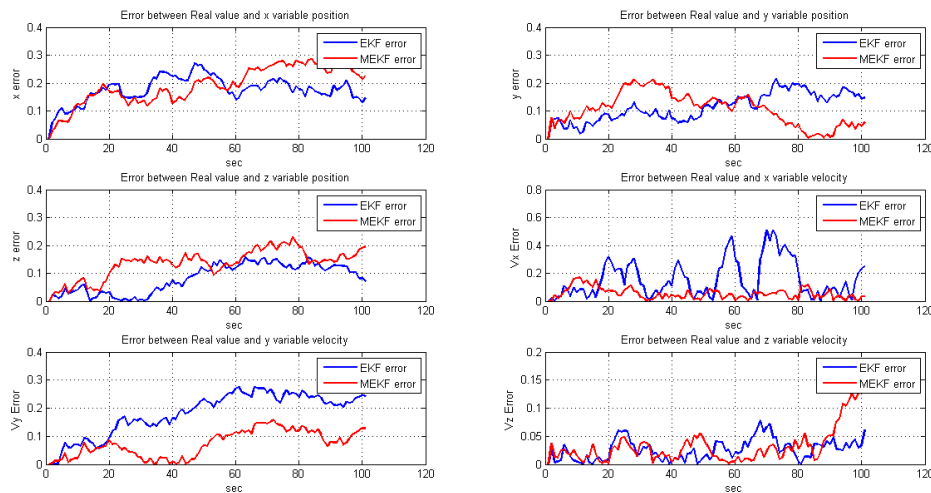 Error between Real value and x variable position
0.4
0.3
0.2
0.1
0
x error
EKF error
MEKF error
0 20 40 60 80 100 120
sec
Error between Real value and y variable position
0.4
0.3
0.2
0.1
0
y error
EKF error
MEKF error
0 20 40 60 80 100 120
sec
Error between Real value and z variable position
0.4
0.3
0.2
0.1
0
z error
EKF error
MEKF error
0 20 40 60 80 100 120
sec
Error between Real value and x variable velocity
0.8
0.6
0.4
0.2
0
Vx Error
EKF error
MEKF error
0 20 40 60 80 100 120
sec
Error between Real value and y variable velocity
0.4
0.3
0.2
0.1
0
Vy Error
EKF error
MEKF error
0 20 40 60 80 100 120
sec
Error between Real value and z variable velocity
0.2
0.15
0.1
0.05
0
Vz Error
EKF error
MEKF error
0 20 40 60 80 100 120
sec